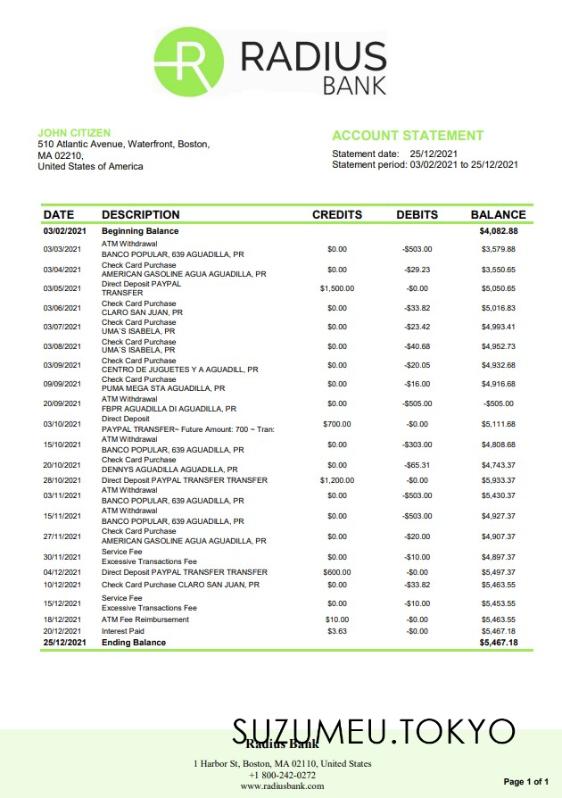 RADIUS
BANK
JOHN CITIZEN
510 Atlantic Avenue, Waterfront, Boston,
MA 02210,
United States of America
ACCOUNT STATEMENT
Statement date: 25/12/2021
Statement period: 03/02/2021 to 25/12/2021
DATE DESCRIPTION CREDITS DEBITS BALANCE
03/02/2021 Beginning Balance $4,082.88
ATM Withdrawal
03/03/2021 $0.00 -$503.00 $3,579.88
BANCO POPULAR, 639 AGUADILLA, PR
Check Card Purchase
03/04/2021 $0.00 -$29.23 $3,550.65
AMERICAN GASOLINE AGUA AGUADILLA, PR
Direct Deposit PAYPAL
03/05/2021 $1,500.00 -$0.00 $5,050.65
TRANSFER
Check Card Purchase
03/06/2021 $0.00 -$33.82 $5,016.83
CLARO SAN JUAN, PR
Check Card Purchase
03/07/2021 $0.00 -$23.42 $4,993.41
UMA`S ISABELA, PR
Check Card Purchase
03/08/2021 $0.00 -$40.68 $4,952.73
UMA`S ISABELA, PR
Check Card Purchase
03/09/2021 $0.00 -$20.05 $4,932.68
CENTRO DE JUGUETES Y A AGUADILL, PR
Check Card Purchase
09/09/2021 $0.00 -$16.00 $4,916.68
PUMA MEGA STA AGUADILLA, PR
ATM Withdrawal
20/09/2021 $0.00 -$505.00 -$505.00
FBPR AGUADILLA DI AGUADILLA, PR
Direct Deposit
03/10/2021 $700.00 -$0.00 $5,111.68
PAYPAL TRANSFER~ Future Amount: 700 ~ Tran:
ATM Withdrawal
15/10/2021 $0.00 -$303.00 $4,808.68
BANCO POPULAR, 639 AGUADILLA, PR
Check Card Purchase
20/10/2021 $0.00 -$65.31 $4,743.37
DENNYS AGUADILLA AGUADILLA, PR
28/10/2021 Direct Deposit PAYPAL TRANSFER TRANSFER $1,200.00 -$0.00 $5,933.37
ATM Withdrawal
03/11/2021 $0.00 -$503.00 $5,430.37
BANCO POPULAR, 639 AGUADILLA, PR
ATM Withdrawal
15/11/2021 $0.00 -$503.00 $4,927.37
BANCO POPULAR, 639 AGUADILLA, PR
Check Card Purchase
27/11/2021 $0.00 -$20.00 $4,907.37
AMERICAN GASOLINE AGUA AGUADILLA, PR
Service Fee
30/11/2021 $0.00 -$10.00 $4,897.37
Excessive Transactions Fee
04/12/2021 Direct Deposit PAYPAL TRANSFER TRANSFER $600.00 -$0.00 $5,497.37
10/12/2021 Check Card Purchase CLARO SAN JUAN, PR $0.00 -$33.82 $5,463.55
Service Fee
15/12/2021 $0.00 -$10.00 $5,453.55
Excessive Transactions Fee
18/12/2021 ATM Fee Reimbursement $10.00 -$0.00 $5,463.55
20/12/2021 Interest Paid $3.63 -$0.00 $5,467.18
25/12/2021 Ending Balance $5,467.18
SUZUMEU.TOKYO
Radius Bank
1 Harbor St, Boston, MA 02110, United States
+1 800-242-0272
www.radiusbank.com
Page 1 of 1